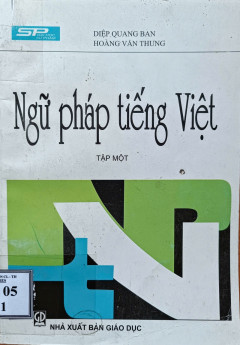 SP
DIỆP QUANG BAN
HOÀNG VĂN THUNG
Ngữ pháp tiếng Việt
TẬP MỘT
05
1
NHÀ XUẤT BẢN GIÁO DỤC